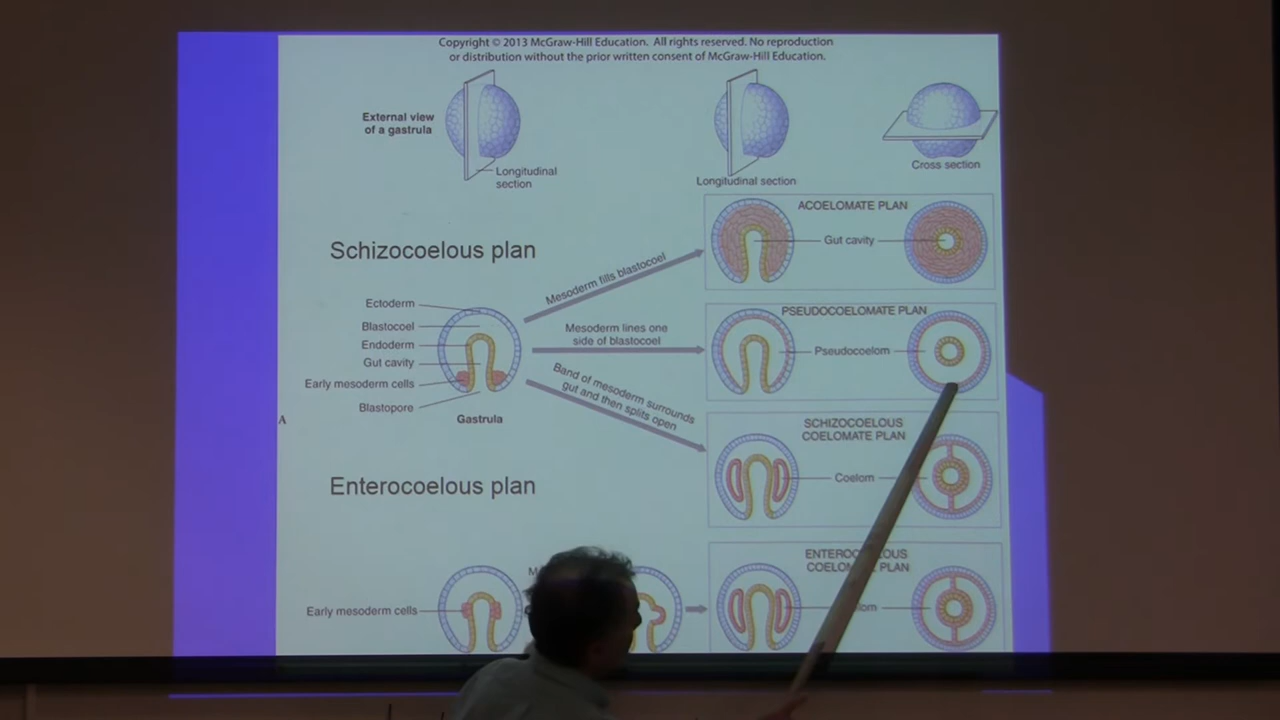 Copyright © 2013 McGraw-Hill Education. All rights reserved. No reproduction
or distribution without the prior written consent of McGraw-Hill Education.
External view
of a gastrula
Longitudinal
section
Longitudinal section
Cross section
Schizocoelous plan
ACOELOMATE PLAN
Gut cavity
Mesoderm fills blastocoel
Ectoderm
Blastocoel
Endoderm
Gut cavity
Early mesoderm cells
Blastopore
Gastrula
A
Mesoderm lines one
side of blastocoel
PSEUDOCOELOMATE PLAN
Pseudocoelom
Band of mesoderm surrounds
gut and then splits open
SCHIZOCOELOUS
COELOMATE PLAN
Coelom
Enterocoelous plan
Early mesoderm cells
COELOM PLAN